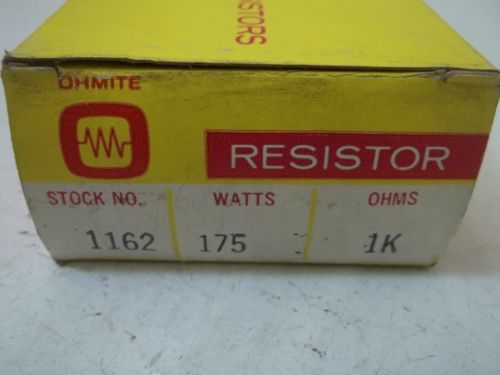 ISTORS
OHMITE
RESISTOR
STOCK NO. WATTS OHMS
1162 175 1K